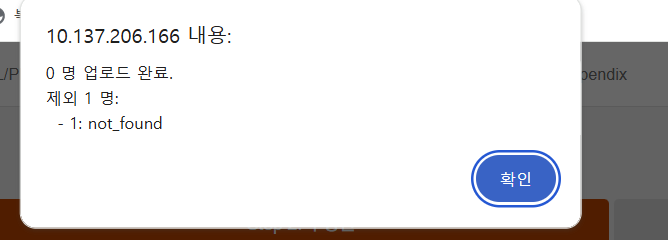 10.137.206.166 내용:
0 명 업로드 완료.
제외 1 명:
- 1: not_found
확인